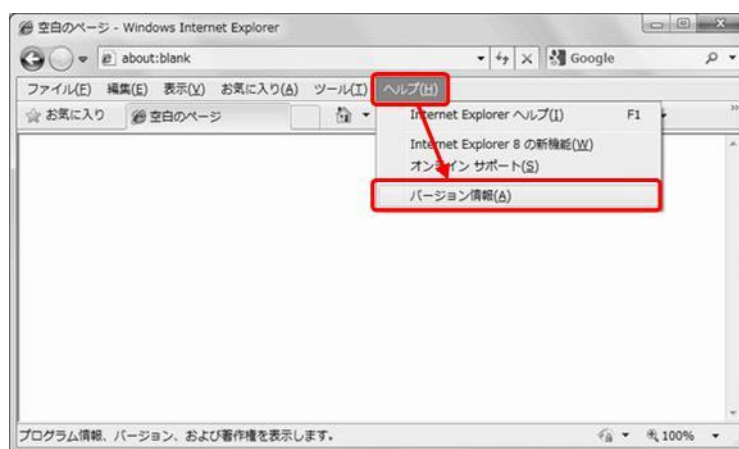 空白のページ - Windows Internet Explorer
about:blank
Google
ファイル(F) 編集(E) 表示(V) お気に入り(A) ツール(T) ヘルプ(H)
お気に入り 空白のページ
Internet Explorer ヘルプ(I) F1
Internet Explorer 8 の新機能(W)
オンライン サポート(S)
バージョン情報(A)
プログラム情報、バージョン、および著作権を表示します。
100%